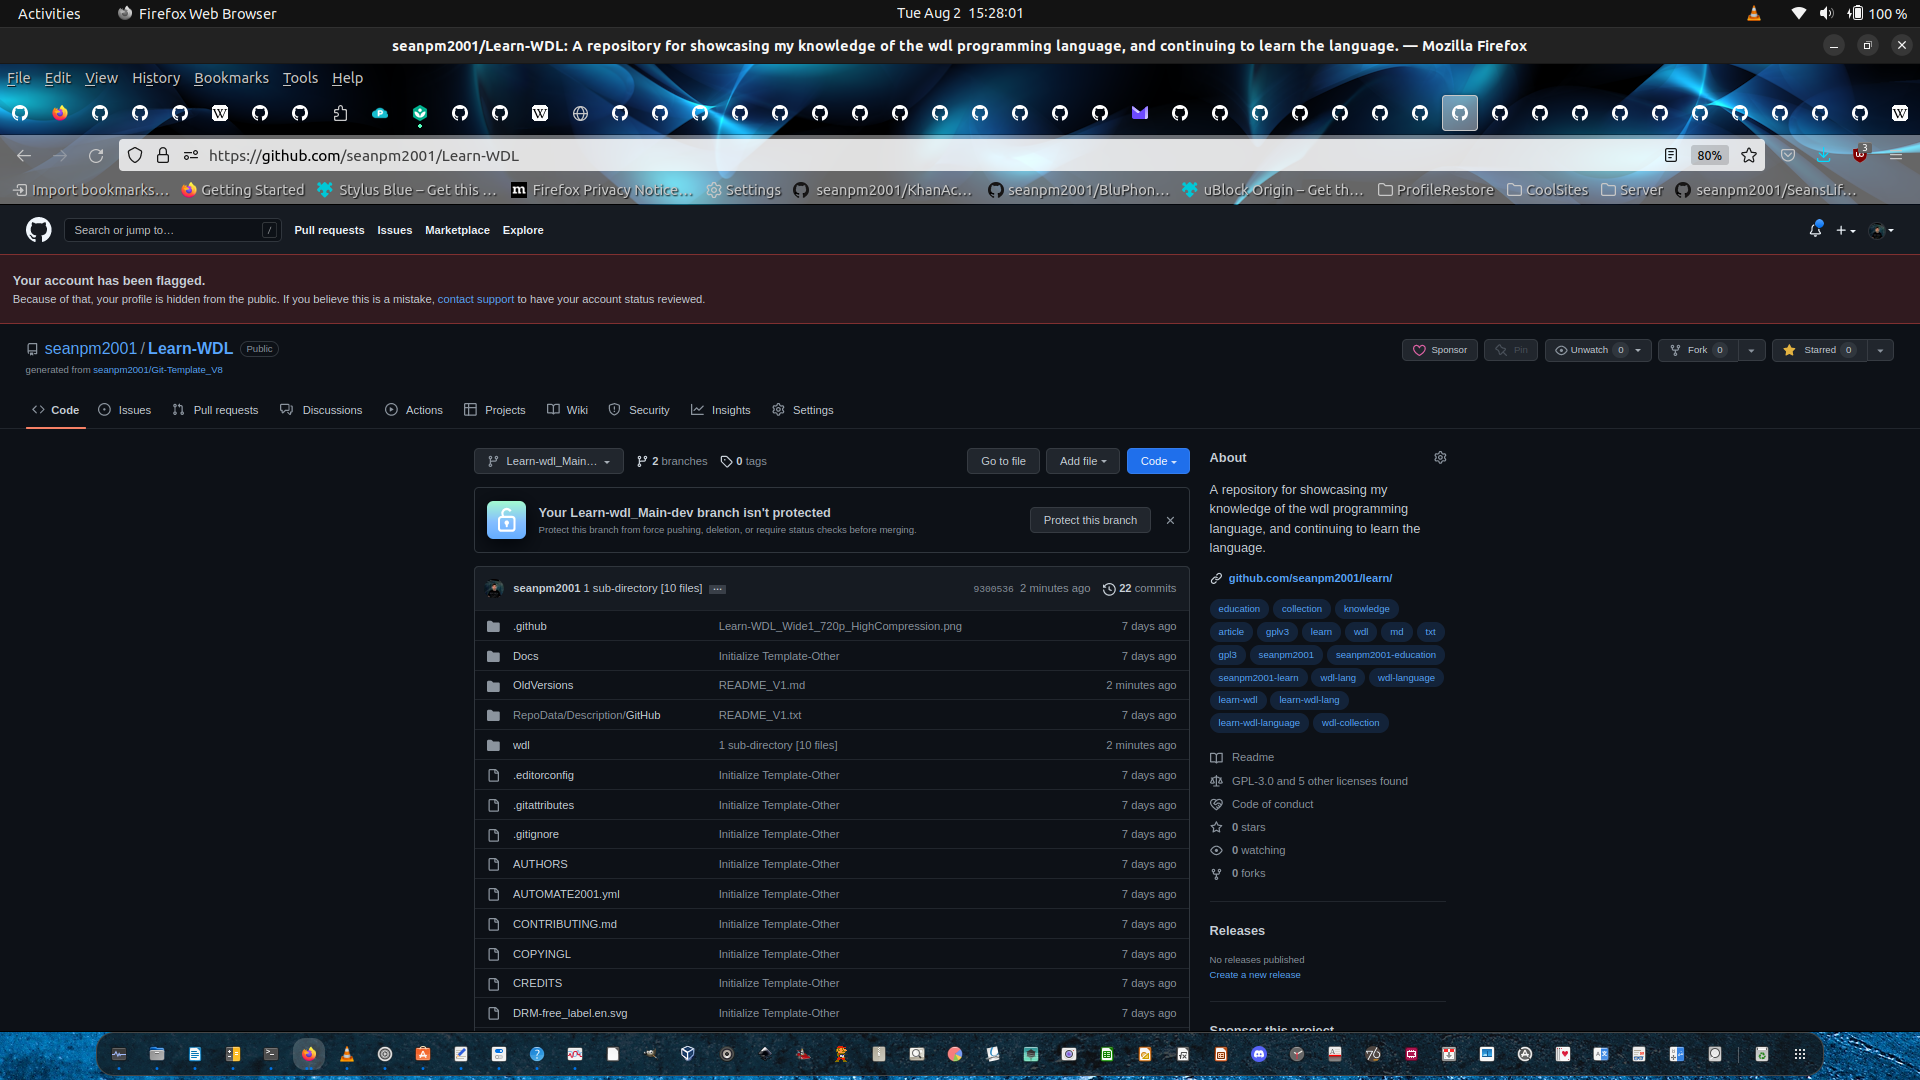 Activities
Firefox Web Browser
Tue Aug 2 15:28:01
100 %
seanpm2001/Learn-WDL: A repository for showcasing my knowledge of the wdl programming language, and continuing to learn the language. — Mozilla Firefox
File Edit View History Bookmarks Tools Help
https://github.com/seanpm2001/Learn-WDL
80%
3
Import bookmarks… Getting Started Stylus Blue – Get this … Firefox Privacy Notice… Settings seanpm2001/KhanAc… seanpm2001/BluPhon… uBlock Origin – Get th… ProfileRestore CoolSites Server seanpm2001/SeansLif…
Search or jump to… /
Pull requests Issues Marketplace Explore
Your account has been flagged.
Because of that, your profile is hidden from the public. If you believe this is a mistake, contact support to have your account status reviewed.
seanpm2001 / Learn-WDL Public
generated from seanpm2001/Git-Template_V8
Sponsor Pin Unwatch 0 Fork 0 Starred 0
Code Issues Pull requests Discussions Actions Projects Wiki Security Insights Settings
Learn-wdl_Main… 2 branches 0 tags
Go to file Add file Code
Your Learn-wdl_Main-dev branch isn't protected
Protect this branch from force pushing, deletion, or require status checks before merging.
Protect this branch
seanpm2001 1 sub-directory [10 files] … 9300536 2 minutes ago 22 commits
.github Learn-WDL_Wide1_720p_HighCompression.png 7 days ago
Docs Initialize Template-Other 7 days ago
OldVersions README_V1.md 2 minutes ago
RepoData/Description/GitHub README_V1.txt 7 days ago
wdl 1 sub-directory [10 files] 2 minutes ago
.editorconfig Initialize Template-Other 7 days ago
.gitattributes Initialize Template-Other 7 days ago
.gitignore Initialize Template-Other 7 days ago
AUTHORS Initialize Template-Other 7 days ago
AUTOMATE2001.yml Initialize Template-Other 7 days ago
CONTRIBUTING.md Initialize Template-Other 7 days ago
COPYINGL Initialize Template-Other 7 days ago
CREDITS Initialize Template-Other 7 days ago
DRM-free_label.en.svg Initialize Template-Other 7 days ago
About
A repository for showcasing my
knowledge of the wdl programming
language, and continuing to learn the
language.
github.com/seanpm2001/learn/
education collection knowledge
article gplv3 learn wdl md txt
gpl3 seanpm2001 seanpm2001-education
seanpm2001-learn wdl-lang wdl-language
learn-wdl learn-wdl-lang
learn-wdl-language wdl-collection
Readme
GPL-3.0 and 5 other licenses found
Code of conduct
0 stars
0 watching
0 forks
Releases
No releases published
Create a new release
Sponsor this project